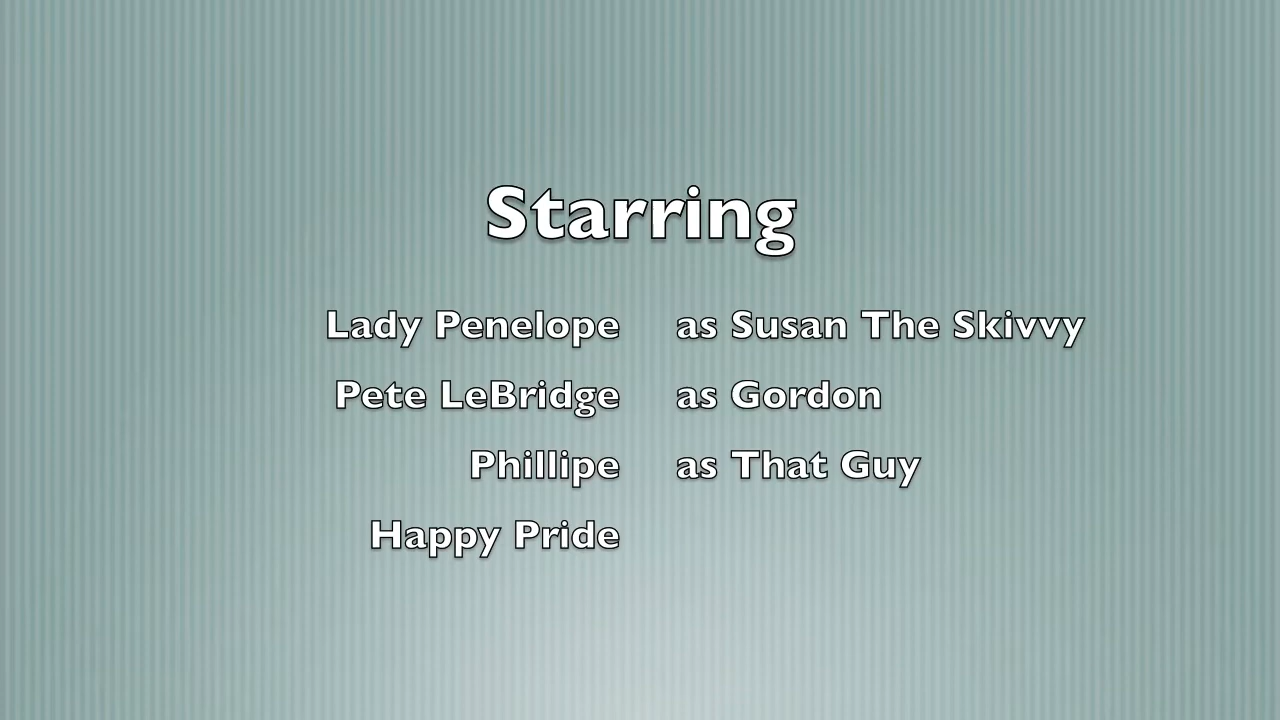 Starring
Lady Penelope as Susan The Skivvy
Pete LeBridge as Gordon
Phillipe as That Guy
Happy Pride